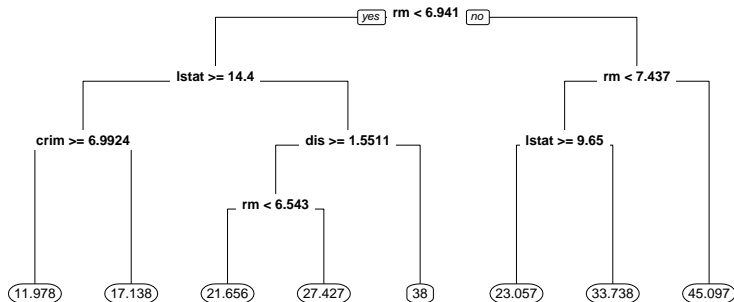 yes rm < 6.941 no
lstat >= 14.4 rm < 7.437
crim >= 6.9924 dis >= 1.5511 lstat >= 9.65
rm < 6.543
11.978 17.138 21.656 27.427 38 23.057 33.738 45.097